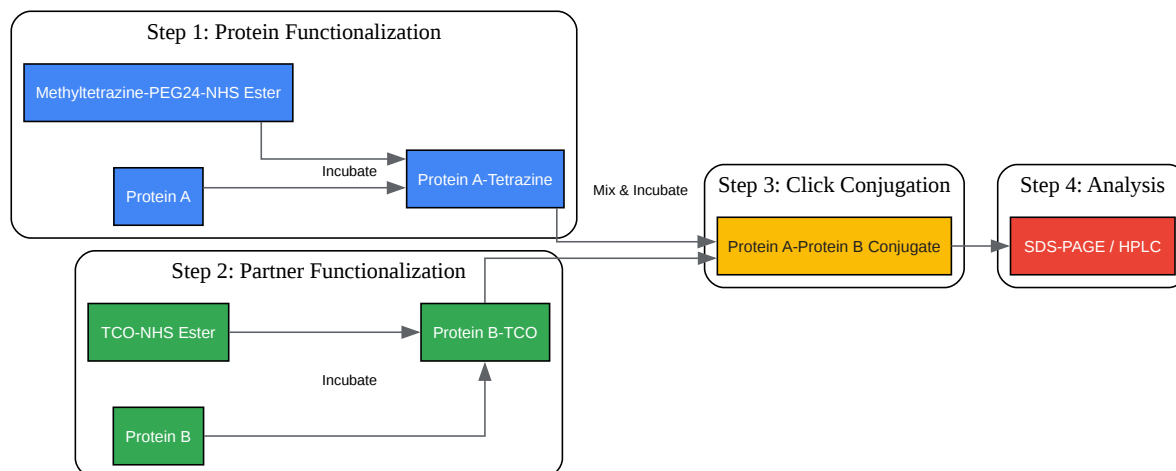 Step 1: Protein Functionalization
Methyltetrazine-PEG24-NHS Ester
Incubate
Protein A
Protein A-Tetrazine
Mix & Incubate
Step 2: Partner Functionalization
TCO-NHS Ester
Protein B-TCO
Incubate
Protein B
Step 3: Click Conjugation
Protein A-Protein B Conjugate
Step 4: Analysis
SDS-PAGE / HPLC